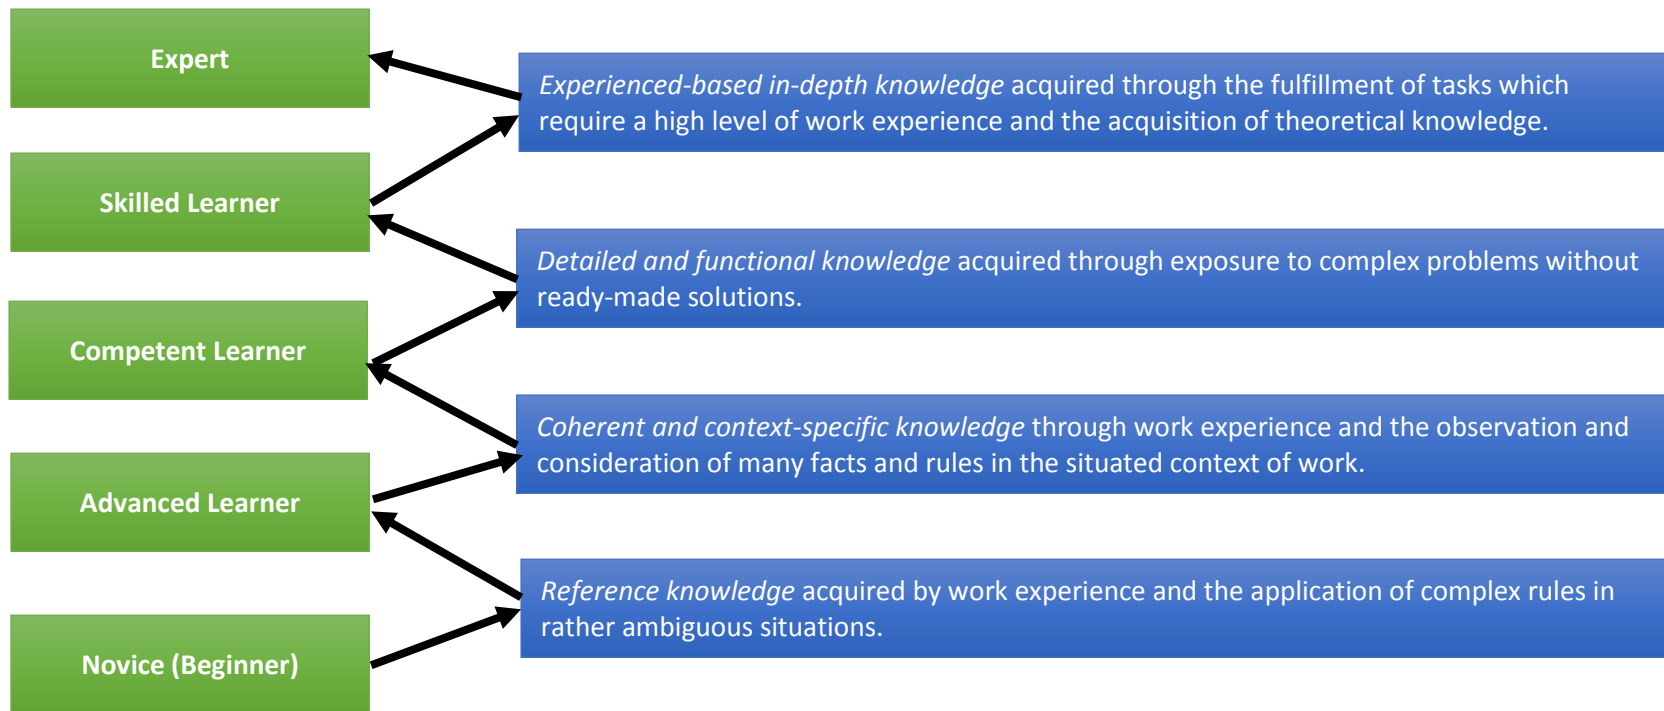 Expert
Experienced-based in-depth knowledge acquired through the fulfillment of tasks which
require a high level of work experience and the acquisition of theoretical knowledge.
Skilled Learner
Detailed and functional knowledge acquired through exposure to complex problems without
ready-made solutions.
Competent Learner
Coherent and context-specific knowledge through work experience and the observation and
consideration of many facts and rules in the situated context of work.
Advanced Learner
Reference knowledge acquired by work experience and the application of complex rules in
rather ambiguous situations.
Novice (Beginner)